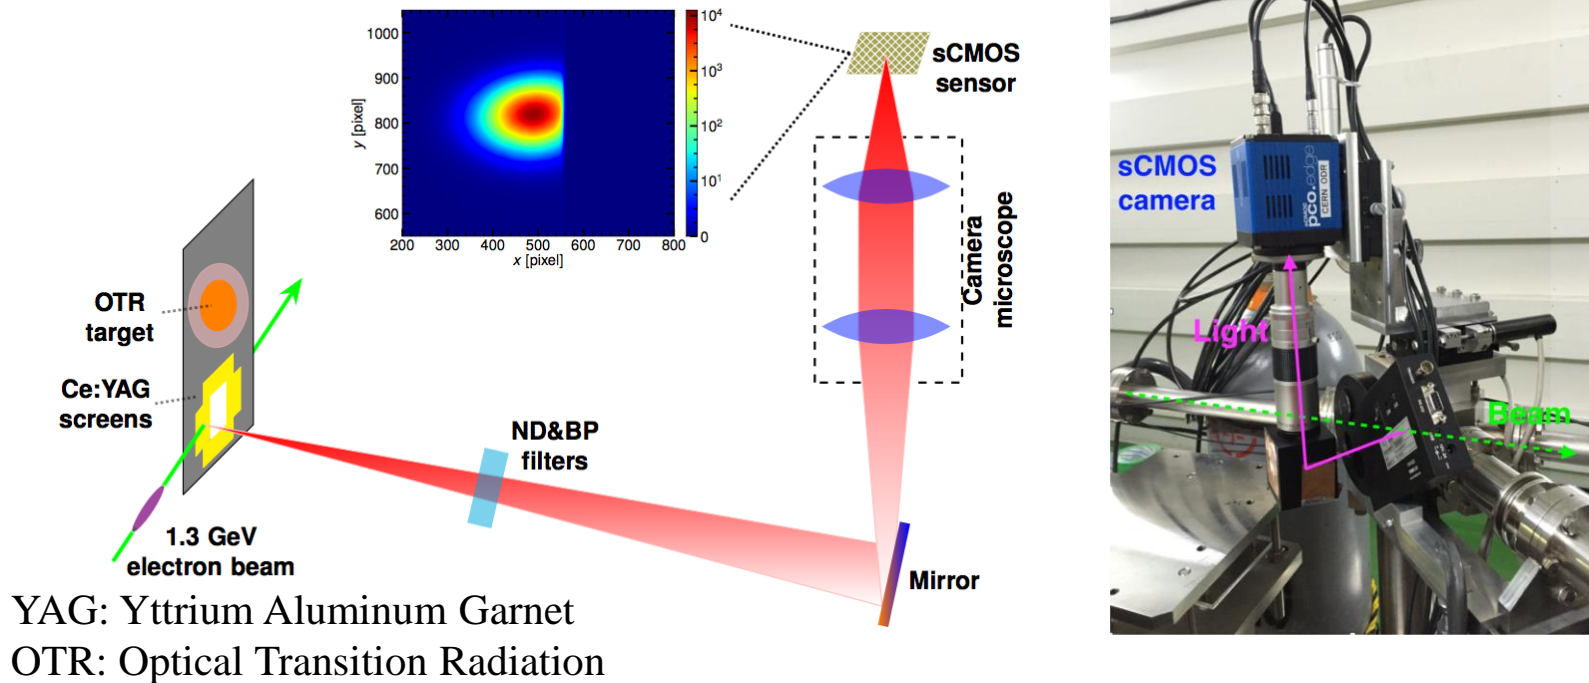 1000
900
800
700
600
y [pixel]
200 300 400 500 600 700 800
x [pixel]
10⁴
10³
10²
10¹
0
sCMOS
sensor
Camera
microscope
OTR
target
Ce:YAG
screens
ND&BP
filters
1.3 GeV
electron beam
Mirror
YAG: Yttrium Aluminum Garnet
OTR: Optical Transition Radiation
sCMOS
camera
pco.edge
CERN ODR
Light
Beam